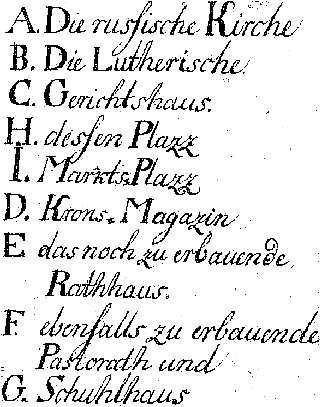 A. Die russische Kirche
B. Die Lutherische.
C. Gerichtshaus.
H. dessen Plazz
I. Markts=Plazz
D. Krons=Magazin
E das noch zu erbauende
Rathhaus.
F. ebenfalls zu erbauende
Pastorath und
G. Schuhlhaus